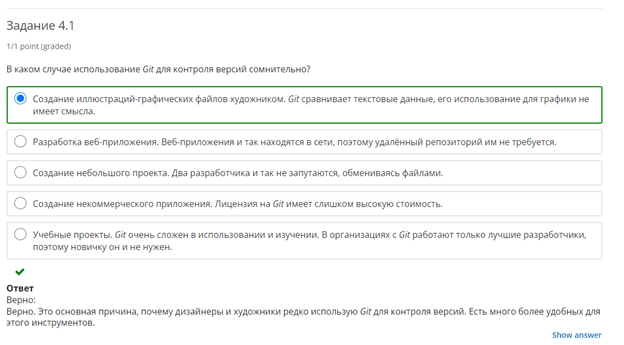 Задание 4.1
1/1 point (graded)
В каком случае использование Git для контроля версий сомнительно?
Создание иллюстраций-графических файлов художником. Git сравнивает текстовые данные, его использование для графики не
имеет смысла.
Разработка веб-приложения. Веб-приложения и так находятся в сети, поэтому удалённый репозиторий им не требуется.
Создание небольшого проекта. Два разработчика и так не запутаются, обмениваясь файлами.
Создание некоммерческого приложения. Лицензия на Git имеет слишком высокую стоимость.
Учебные проекты. Git очень сложен в использовании и изучении. В организациях с Git работают только лучшие разработчики,
поэтому новичку он и не нужен.
Ответ
Верно:
Верно. Это основная причина, почему дизайнеры и художники редко использую Git для контроля версий. Есть много более удобных для
этого инструментов.
Show answer